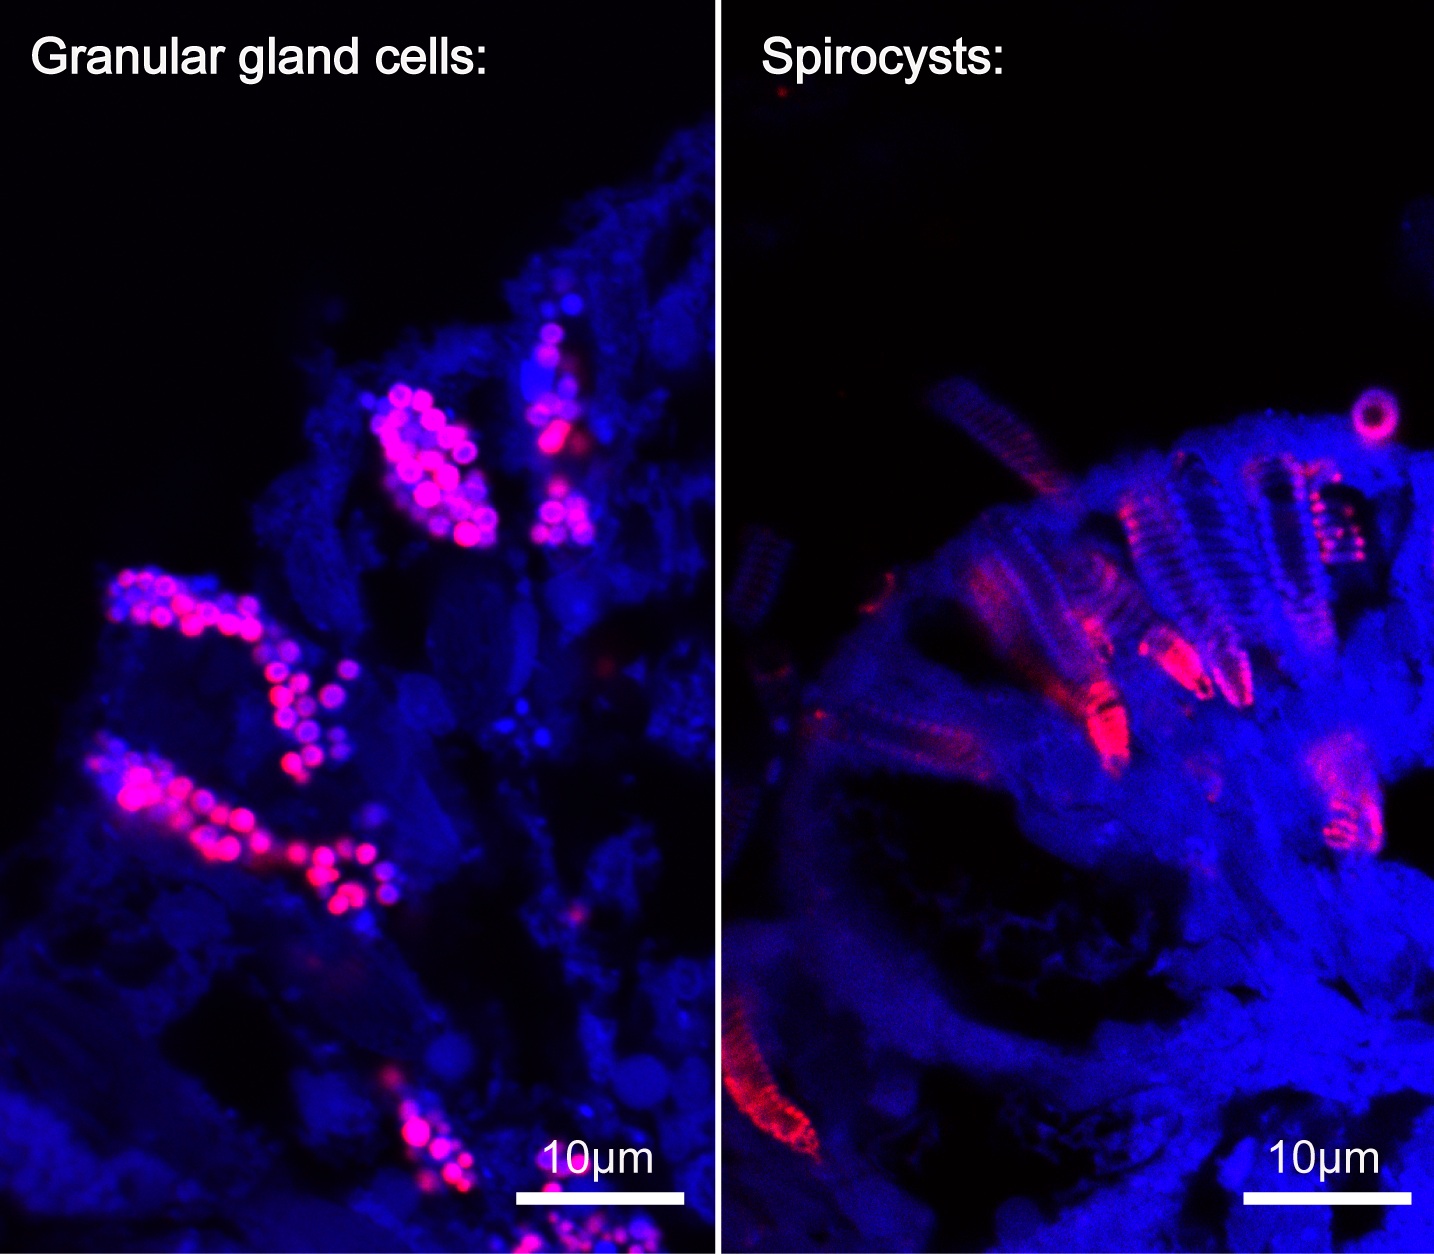 Granular gland cells:
Spirocysts:
10µm
10µm